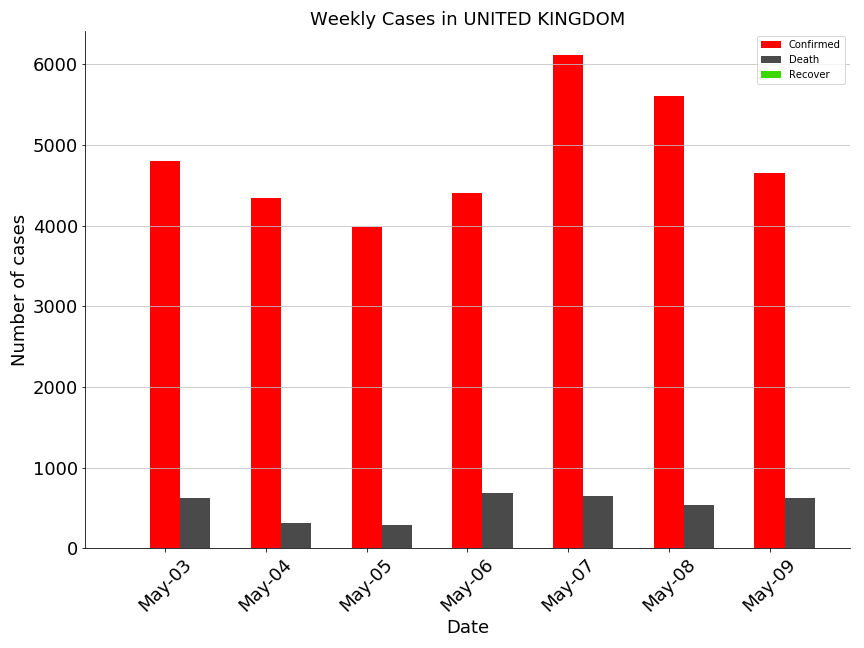 Weekly Cases in UNITED KINGDOM
Confirmed
Death
Recover
Number of cases
6000
5000
4000
3000
2000
1000
0
May-03
May-04
May-05
May-06
May-07
May-08
May-09
Date